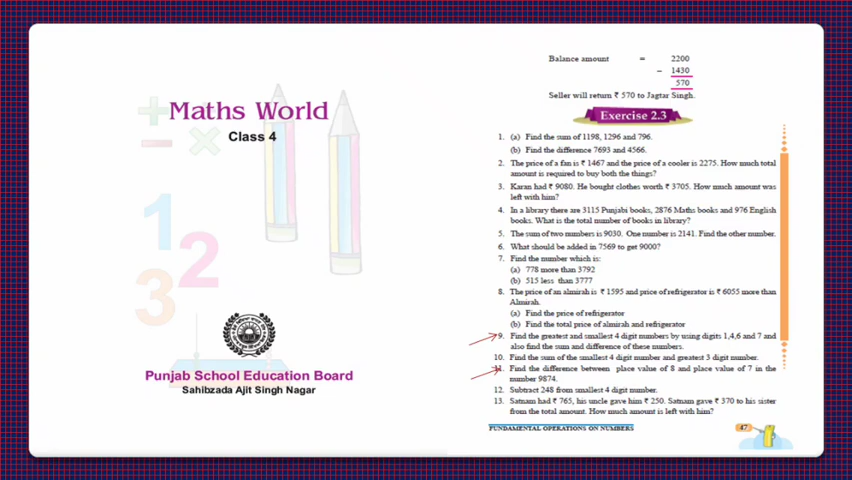 Maths World
Class 4
Punjab School Education Board
Sahibzada Ajit Singh Nagar
Balance amount = 2200
– 1430
570
Seller will return ₹ 570 to Jagtar Singh.
Exercise 2.3
1. (a) Find the sum of 1198, 1296 and 796.
(b) Find the difference 7693 and 4566.
2. The price of a fan is ₹ 1467 and the price of a cooler is 2275. How much total
amount is required to buy both the things?
3. Karan had ₹ 9080. He bought clothes worth ₹ 3705. How much amount was
left with him?
4. In a library there are 3115 Punjabi books, 2876 Maths books and 976 English
books. What is the total number of books in library?
5. The sum of two numbers is 9030. One number is 2141. Find the other number.
6. What should be added in 7569 to get 9000?
7. Find the number which is:
(a) 778 more than 3792
(b) 515 less than 3777
8. The price of an almirah is ₹ 1595 and price of refrigerator is ₹ 6055 more than
Almirah.
(a) Find the price of refrigerator
(b) Find the total price of almirah and refrigerator
9. Find the greatest and smallest 4 digit numbers by using digits 1,4,6 and 7 and
also find the sum and difference of these numbers.
10. Find the sum of the smallest 4 digit number and greatest 3 digit number.
11. Find the difference between place value of 8 and place value of 7 in the
number 9874.
12. Subtract 248 from smallest 4 digit number.
13. Satnam had ₹ 765, his uncle gave him ₹ 250. Satnam gave ₹ 370 to his sister
from the total amount. How much amount is left with him?
FUNDAMENTAL OPERATIONS ON NUMBERS
47